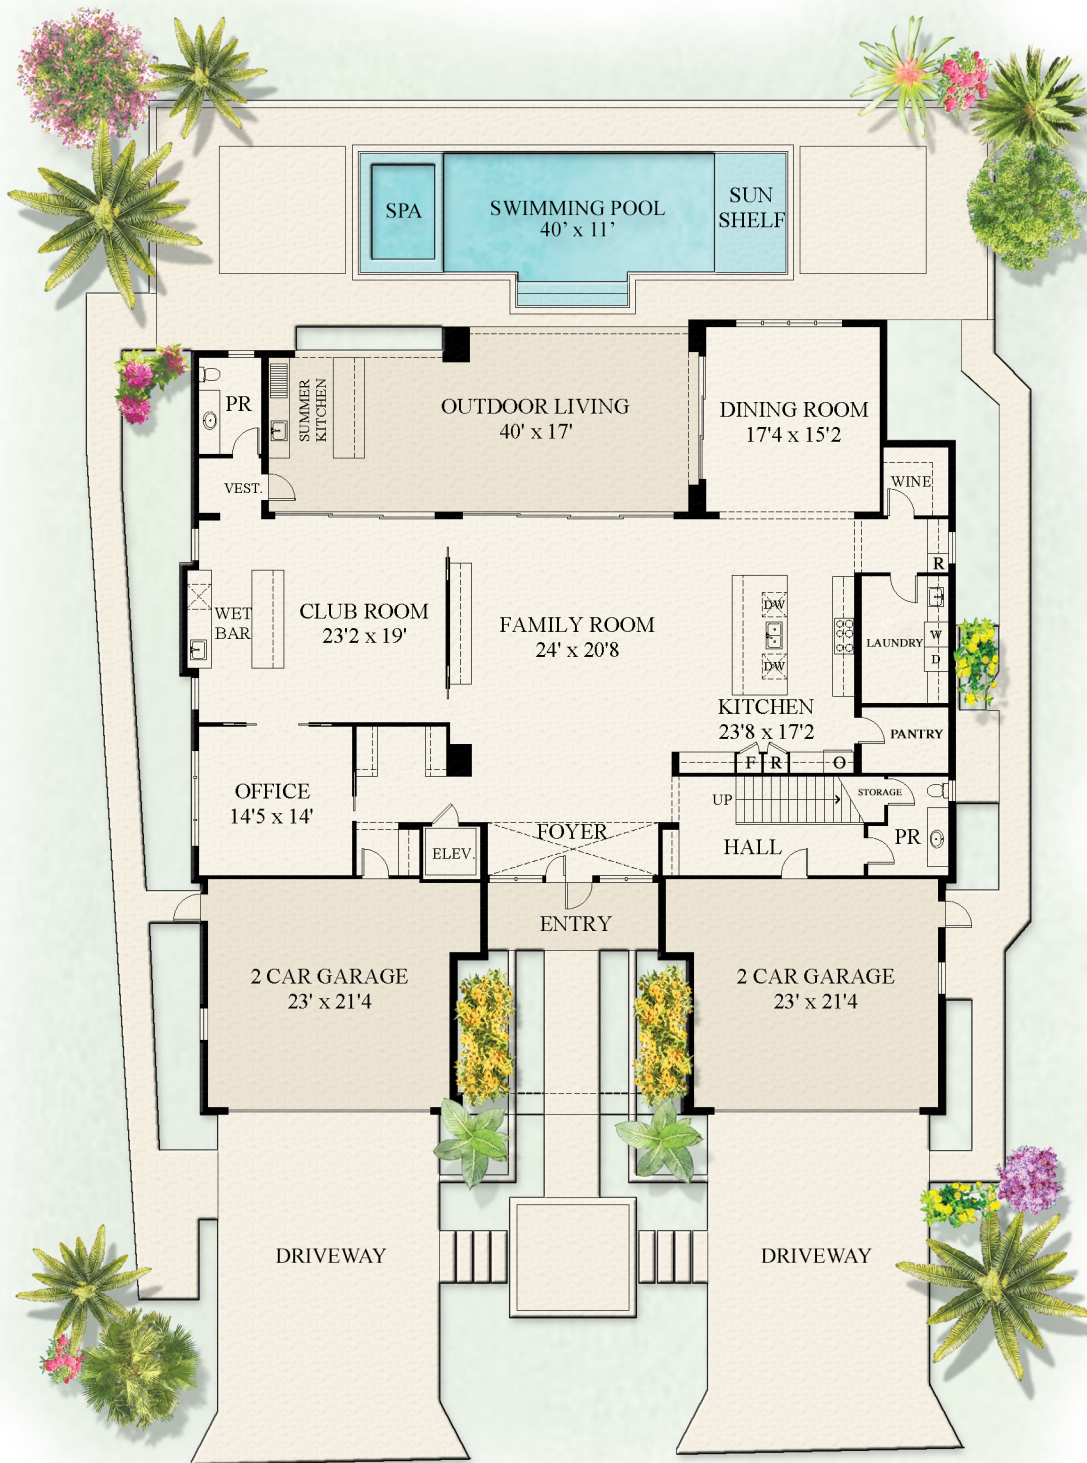 SPA
SWIMMING POOL
40’ x 11’
SUN
SHELF
PR
SUMMER
KITCHEN
OUTDOOR LIVING
40' x 17'
DINING ROOM
17'4 x 15'2
VEST.
WINE
R
WET
BAR
CLUB ROOM
23'2 x 19'
FAMILY ROOM
24' x 20'8
DW
DW
LAUNDRY
W
D
KITCHEN
23'8 x 17'2
PANTRY
F
R
O
OFFICE
14'5 x 14'
UP
STORAGE
FOYER
ELEV.
HALL
PR
ENTRY
2 CAR GARAGE
23' x 21'4
2 CAR GARAGE
23' x 21'4
DRIVEWAY
DRIVEWAY